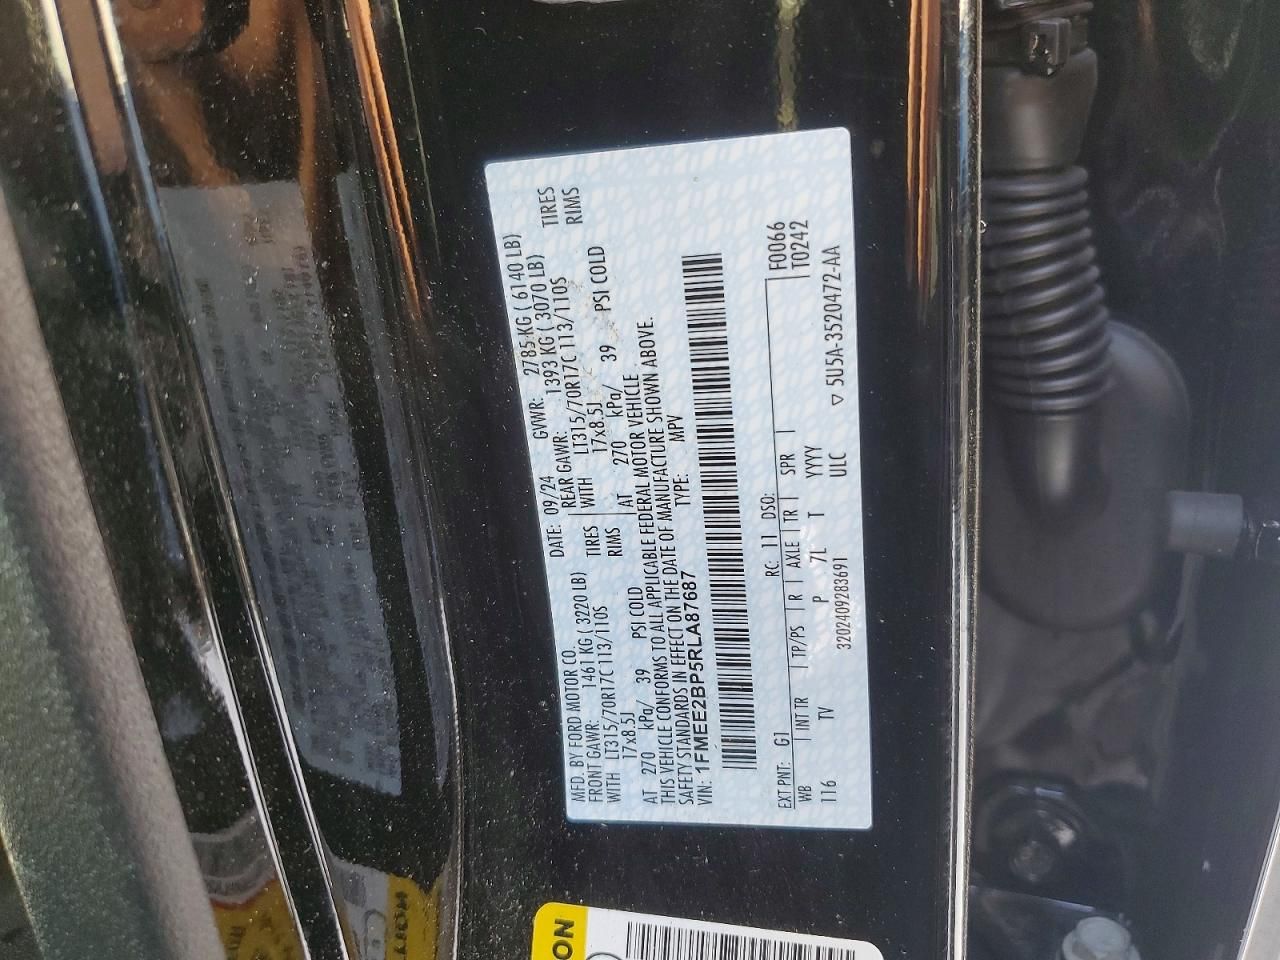 MFD. BY FORD MOTOR CO.
DATE: 09/24
GVWR: 2785 KG ( 6140 LB)
FRONT GAWR: 1461 KG ( 3220 LB)
REAR GAWR: 1393 KG ( 3070 LB)
WITH LT315/70R17C 113/110S TIRES
WITH LT315/70R17C 113/110S TIRES
17x8.5J RIMS
17x8.5J RIMS
AT 270 kPa/ 39 PSI COLD
AT 270 kPa/ 39 PSI COLD
THIS VEHICLE CONFORMS TO ALL APPLICABLE FEDERAL MOTOR VEHICLE
SAFETY STANDARDS IN EFFECT ON THE DATE OF MANUFACTURE SHOWN ABOVE.
VIN: 1FMEE2BP5RLA87687
TYPE: MPV
F0066
T0242
EXT PNT: G1 RC: 11 DSO:
WB INT TR TP/PS R AXLE TR SPR
116 TV P 7L T YYYY
ULC
3202409283691
▽ 5U5A-3520472-AA
ON